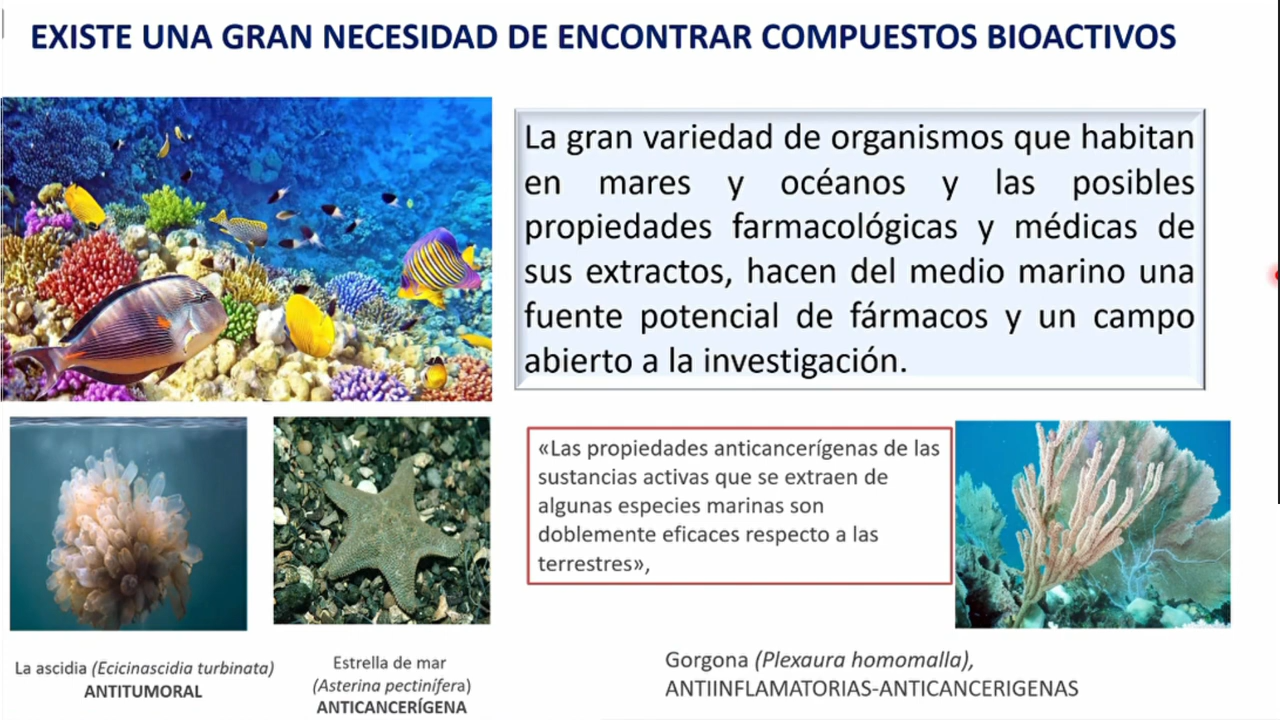 EXISTE UNA GRAN NECESIDAD DE ENCONTRAR COMPUESTOS BIOACTIVOS
La gran variedad de organismos que habitan
en mares y océanos y las posibles
propiedades farmacológicas y médicas de
sus extractos, hacen del medio marino una
fuente potencial de fármacos y un campo
abierto a la investigación.
«Las propiedades anticancerígenas de las
sustancias activas que se extraen de
algunas especies marinas son
doblemente eficaces respecto a las
terrestres»,
La ascidia (Ecicinascidia turbinata)
ANTITUMORAL
Estrella de mar
(Asterina pectinífera)
ANTICANCERÍGENA
Gorgona (Plexaura homomalla),
ANTIINFLAMATORIAS-ANTICANCERIGENAS